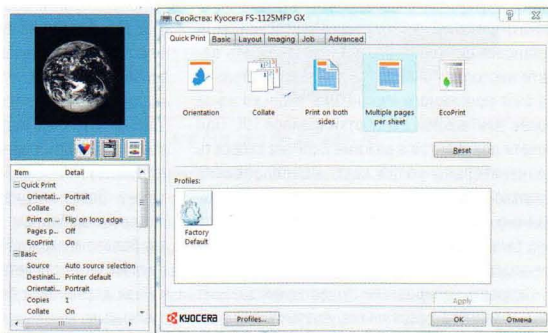 Свойства: Kyocera FS-1125MFP GX
Quick Print Basic Layout Imaging Job Advanced
Orientation
Collate
Print on both sides
Multiple pages per sheet
EcoPrint
Reset
Profiles:
Factory Default
Apply
KYOCERA Profiles... OK Отмена
Item Detail
Quick Print
Orientati... Portrait
Collate On
Print on ... Flip on long edge
Pages p... Off
EcoPrint On
Basic
Source Auto source selection
Destinati... Printer default
Orientati... Portrait
Copies 1
Collate On